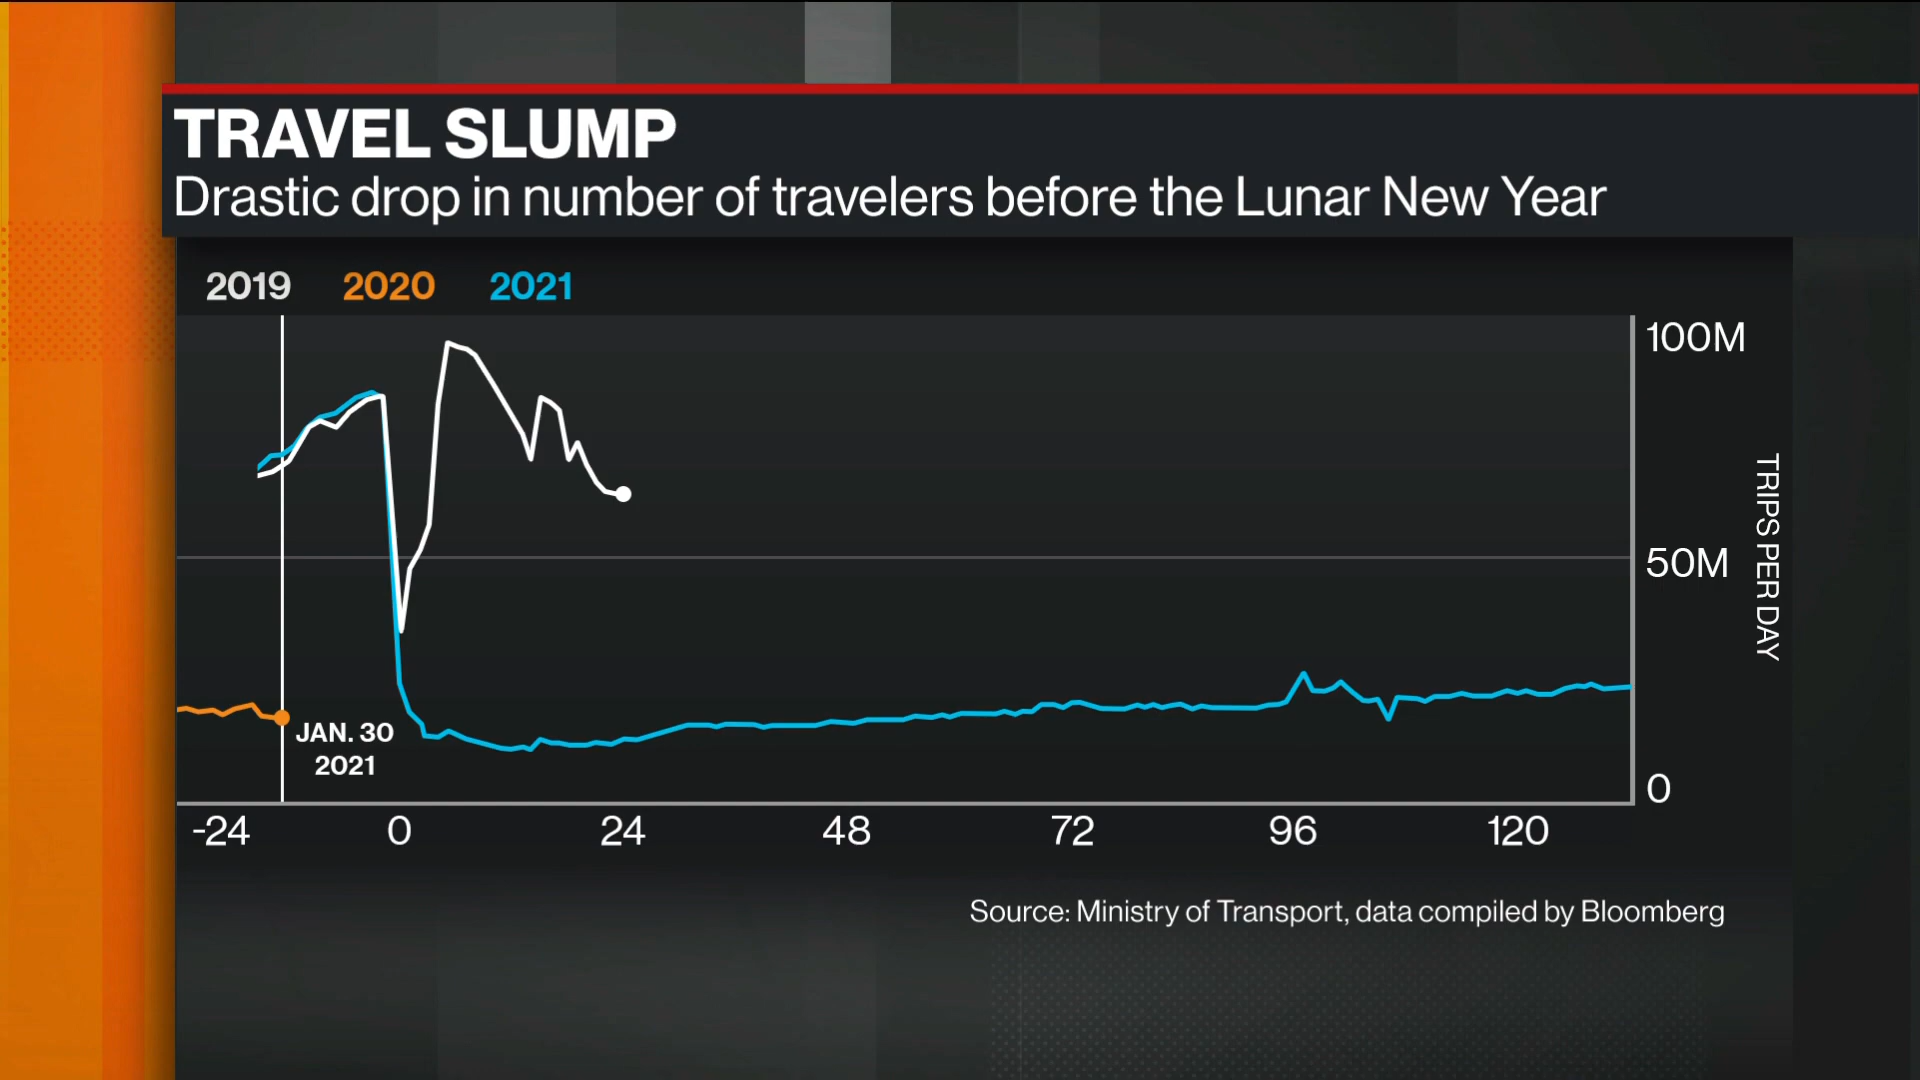 TRAVEL SLUMP
Drastic drop in number of travelers before the Lunar New Year
2019 2020 2021
100M
50M
0
TRIPS PER DAY
JAN. 30
2021
-24 0 24 48 72 96 120
Source: Ministry of Transport, data compiled by Bloomberg